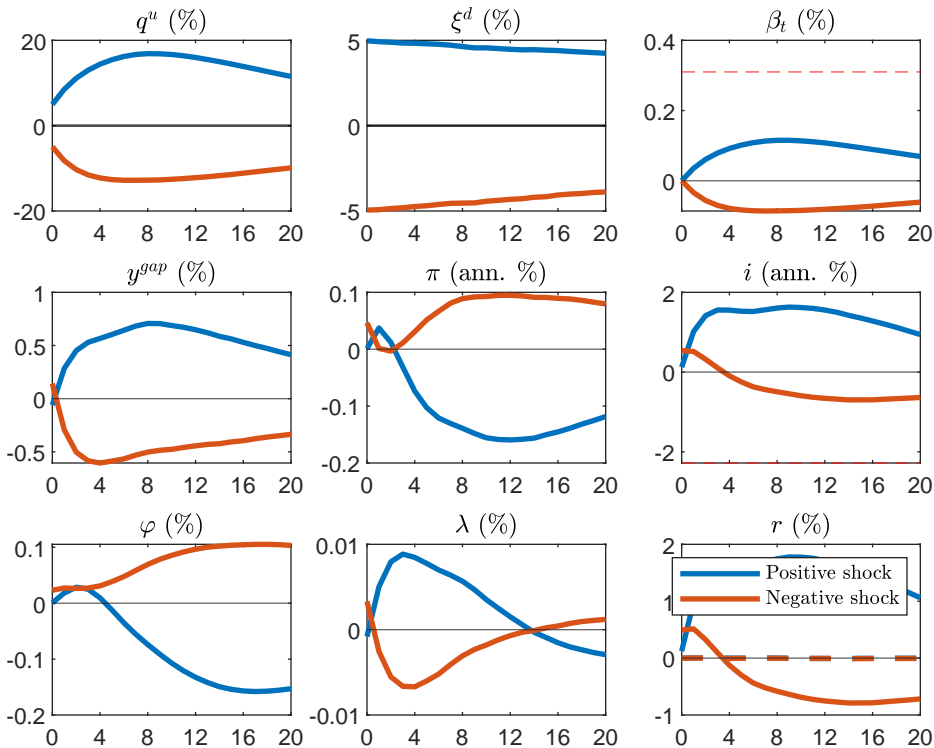 q^u (%) ξ^d (%) β_t (%)
20 5 0.4
0.2
0 0 0
-20 -5
0 4 8 12 16 20 0 4 8 12 16 20 0 4 8 12 16 20
y^{gap} (%) π (ann. %) i (ann. %)
1 0.1 2
0.5 0
0 -0.1 0
-0.5 -0.2 -2
0 4 8 12 16 20 0 4 8 12 16 20 0 4 8 12 16 20
φ (%) λ (%) r (%)
0.1 0.01 2
0 1
-0.1 0 0
-0.2 -0.01 -1
Positive shock
Negative shock
0 4 8 12 16 20 0 4 8 12 16 20 0 4 8 12 16 20